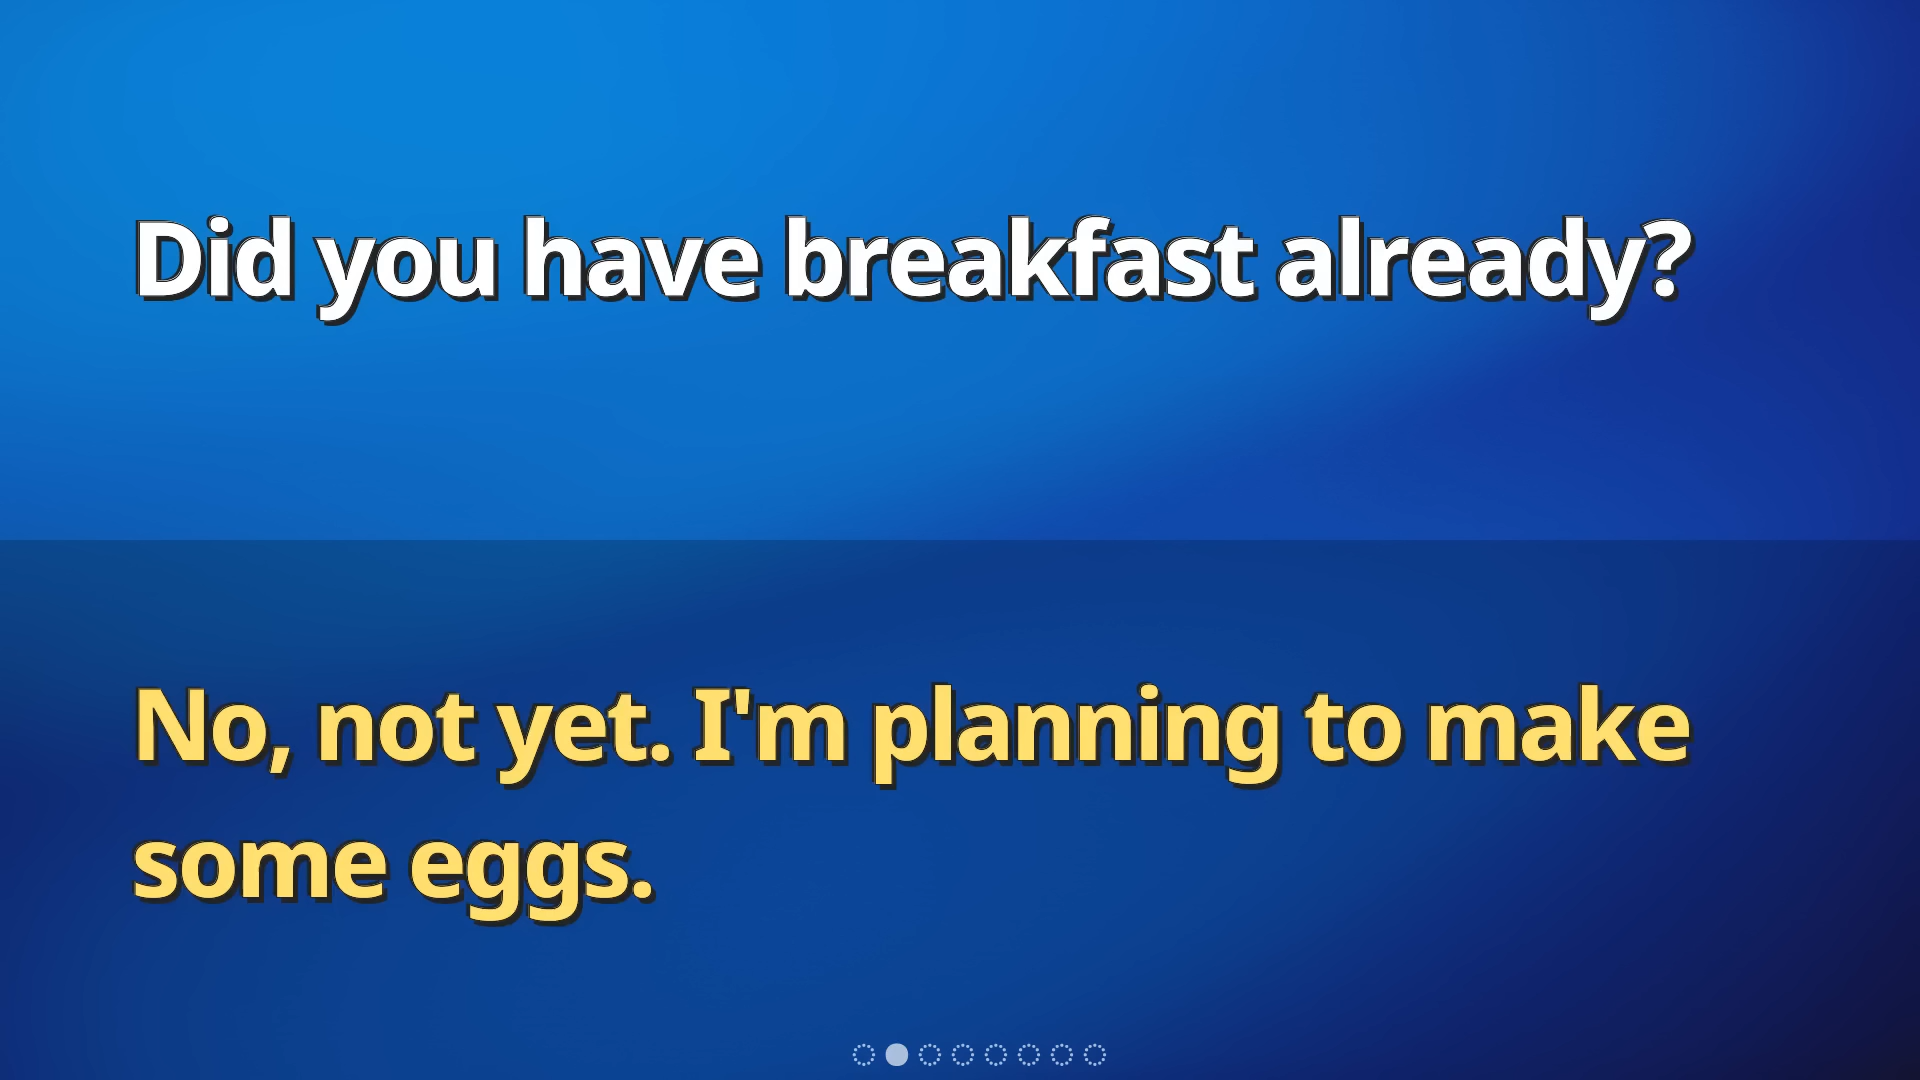 Did you have breakfast already?
No, not yet. I'm planning to make
some eggs.